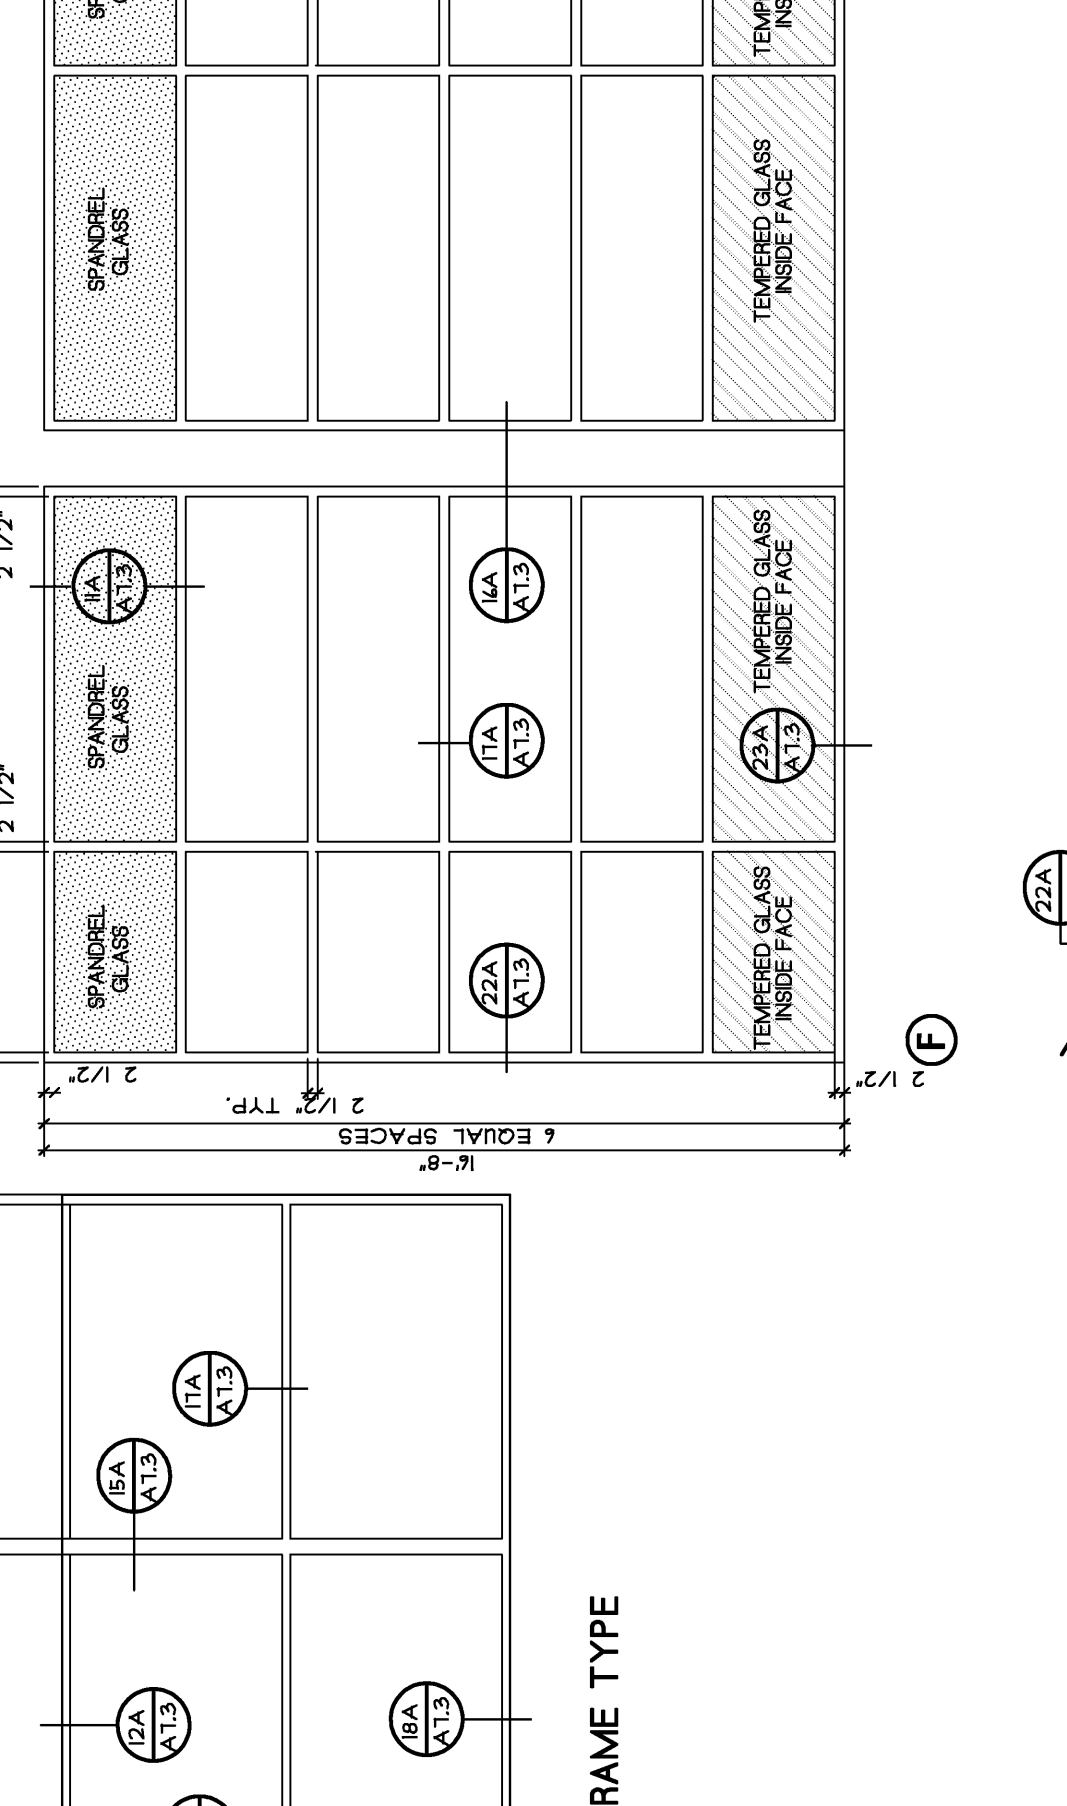 SPANDREL
GLASS
SPANDREL
GLASS
SPANDREL
GLASS
11A
A7.3
2 1/2"
2 1/2"
16A
A7.3
17A
A7.3
22A
A7.3
TEMPERED GLASS
INSIDE FACE
TEMPERED GLASS
INSIDE FACE
TEMPERED GLASS
INSIDE FACE
23A
A7.3
22A
F
2 1/2"
2 1/2" TYP.
2 1/2"
6 EQUAL SPACES
16'-8"
17A
A7.3
15A
A7.3
12A
A7.3
18A
A7.3
RAME TYPE